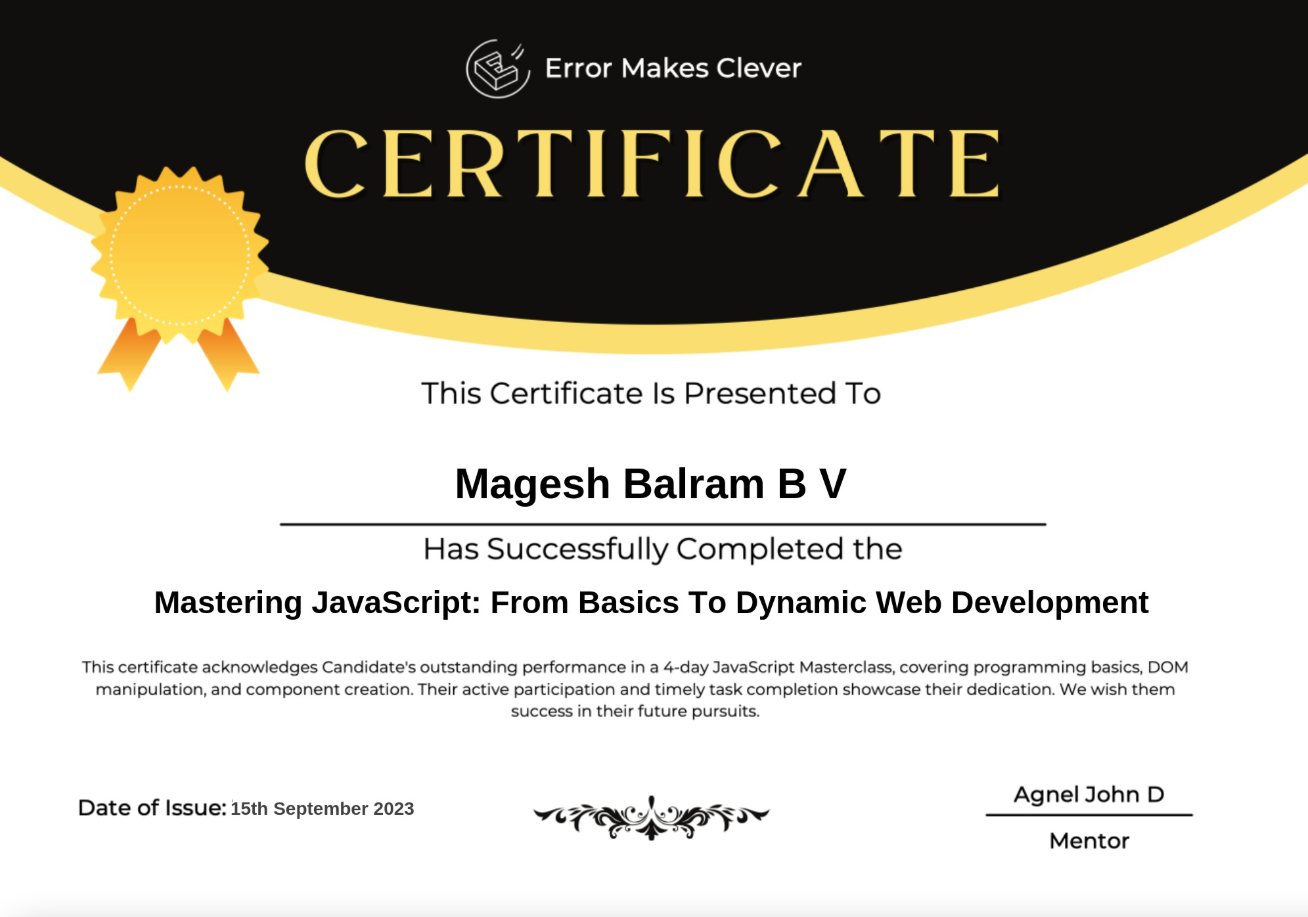 Error Makes Clever
CERTIFICATE
This Certificate Is Presented To
Magesh Balram B V
Has Successfully Completed the
Mastering JavaScript: From Basics To Dynamic Web Development
This certificate acknowledges Candidate's outstanding performance in a 4-day JavaScript Masterclass, covering programming basics, DOM
manipulation, and component creation. Their active participation and timely task completion showcase their dedication. We wish them
success in their future pursuits.
Date of Issue: 15th September 2023
Agnel John D
Mentor